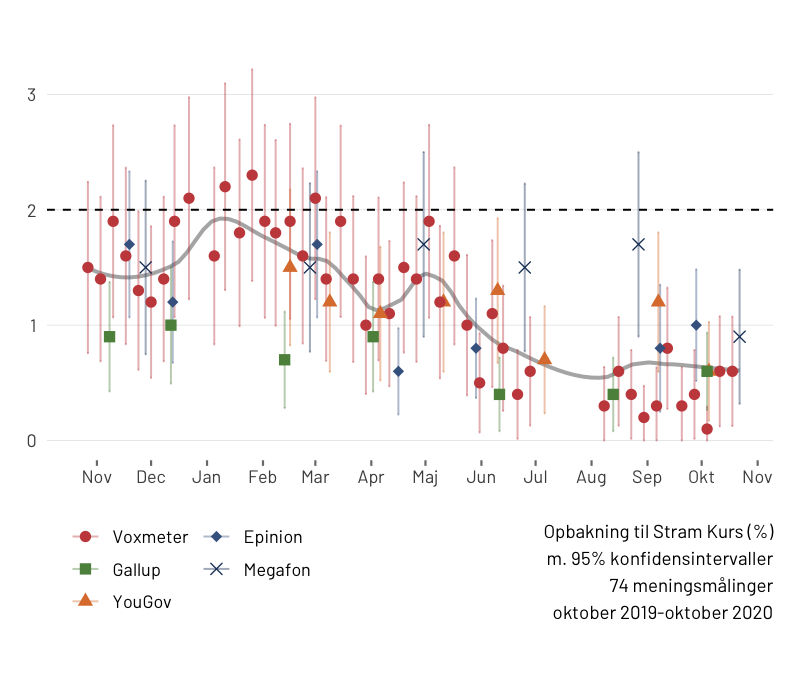 3
2
1
0
Nov Dec Jan Feb Mar Apr Maj Jun Jul Aug Sep Okt Nov
Voxmeter
Gallup
YouGov
Epinion
Megafon
Opbakning til Stram Kurs (%)
m. 95% konfidensintervaller
74 meningsmålinger
oktober 2019-oktober 2020